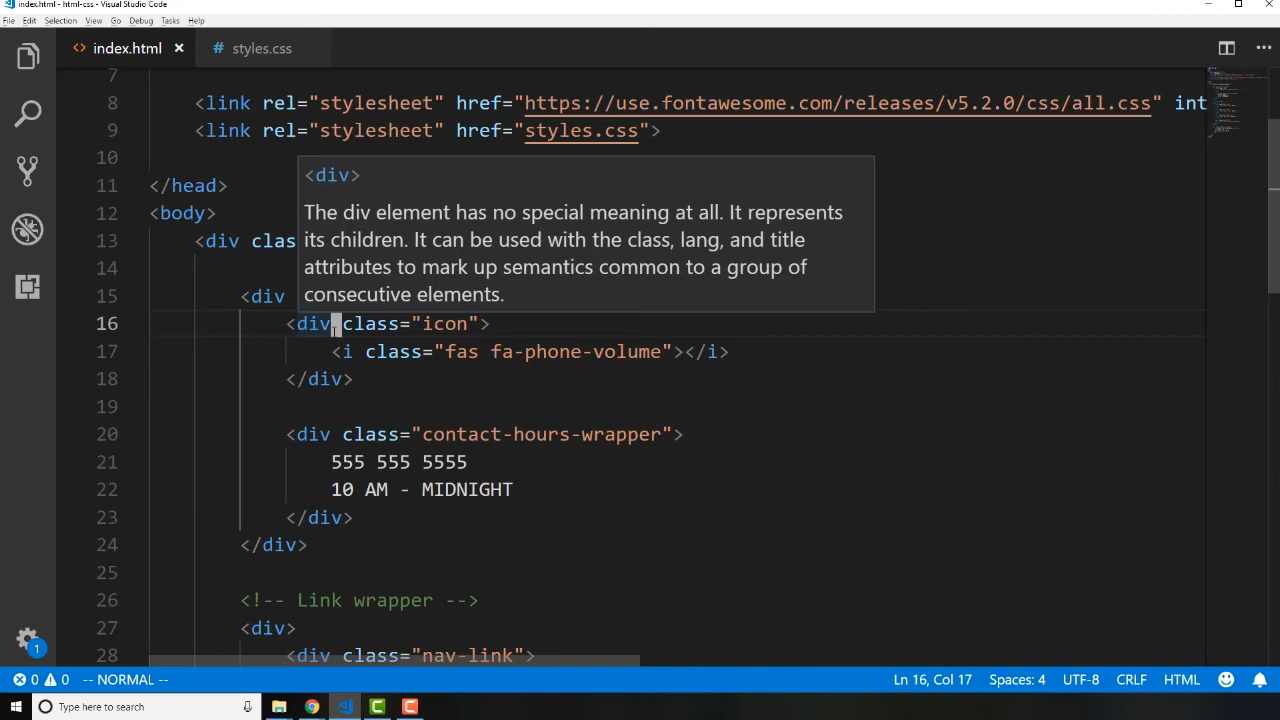 index.html - html-css - Visual Studio Code
File Edit Selection View Go Debug Tasks Help
<> index.html × # styles.css
7
8 <link rel="stylesheet" href="https://use.fontawesome.com/releases/v5.2.0/css/all.css" int
9 <link rel="stylesheet" href="styles.css">
10
<div>
11 </head>
The div element has no special meaning at all. It represents
12 <body>
its children. It can be used with the class, lang, and title
13 <div clas
attributes to mark up semantics common to a group of
14
consecutive elements.
15 <div
16 <div class="icon">
17 <i class="fas fa-phone-volume"></i>
18 </div>
19
20 <div class="contact-hours-wrapper">
21 555 555 5555
22 10 AM - MIDNIGHT
23 </div>
24 </div>
25
26 <!-- Link wrapper -->
27 <div>
28 <div class="nav-link">
1
0 0 -- NORMAL -- Ln 16, Col 17 Spaces: 4 UTF-8 CRLF HTML
Type here to search